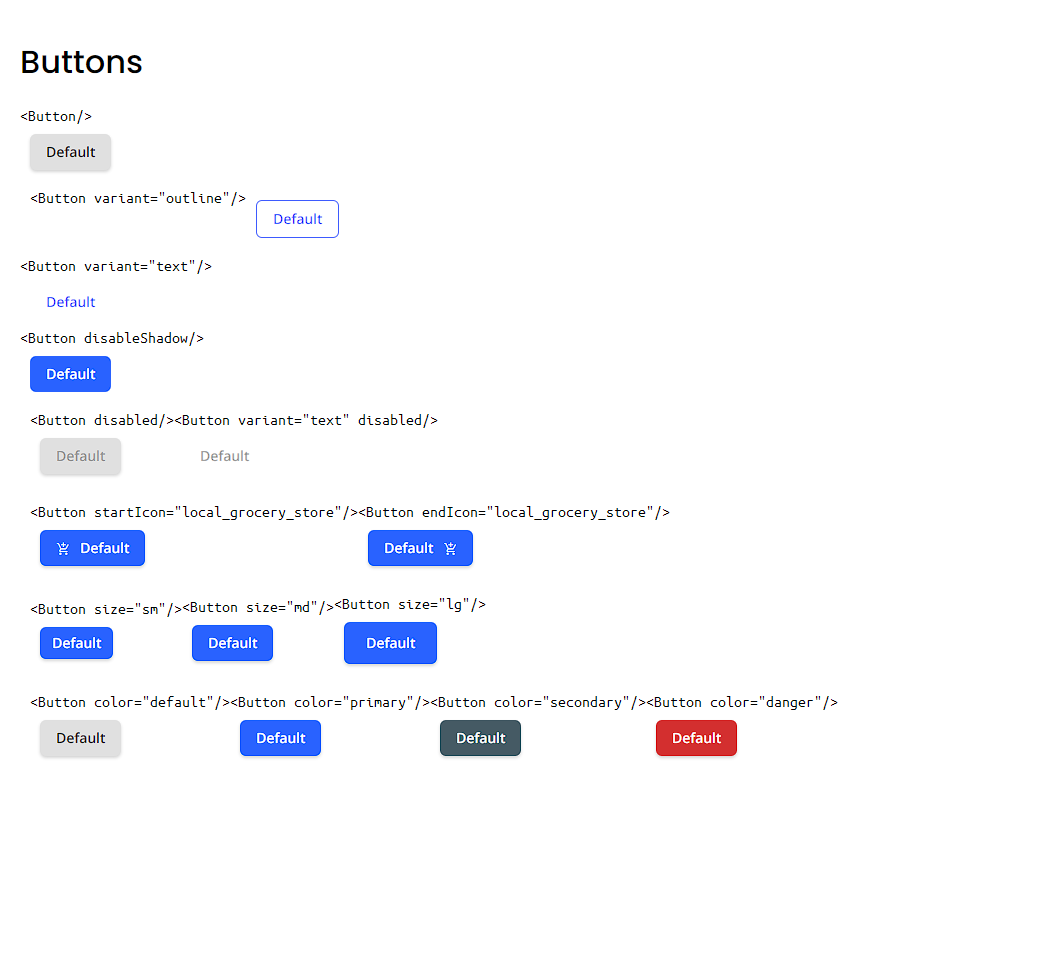 Buttons
<Button/>
Default
<Button variant="outline"/>
Default
<Button variant="text"/>
Default
<Button disableShadow/>
Default
<Button disabled/><Button variant="text" disabled/>
Default Default
<Button startIcon="local_grocery_store"/><Button endIcon="local_grocery_store"/>
Default Default
<Button size="sm"/><Button size="md"/><Button size="lg"/>
Default Default Default
<Button color="default"/><Button color="primary"/><Button color="secondary"/><Button color="danger"/>
Default Default Default Default